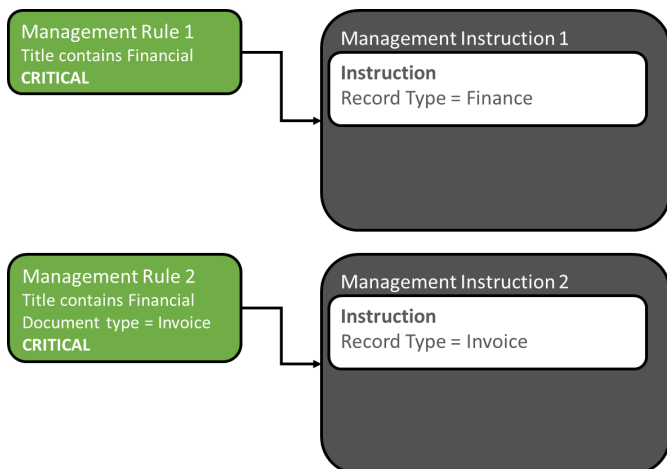 Management Rule 1
Title contains Financial
CRITICAL
Management Instruction 1
Instruction
Record Type = Finance
Management Rule 2
Title contains Financial
Document type = Invoice
CRITICAL
Management Instruction 2
Instruction
Record Type = Invoice